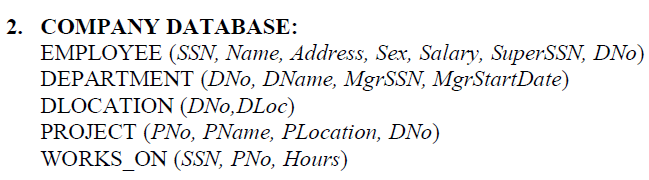 2. COMPANY DATABASE:
EMPLOYEE (SSN, Name, Address, Sex, Salary, SuperSSN, DNo)
DEPARTMENT (DNo, DName, MgrSSN, MgrStartDate)
DLOCATION (DNo,DLoc)
PROJECT (PNo, PName, PLocation, DNo)
WORKS_ON (SSN, PNo, Hours)